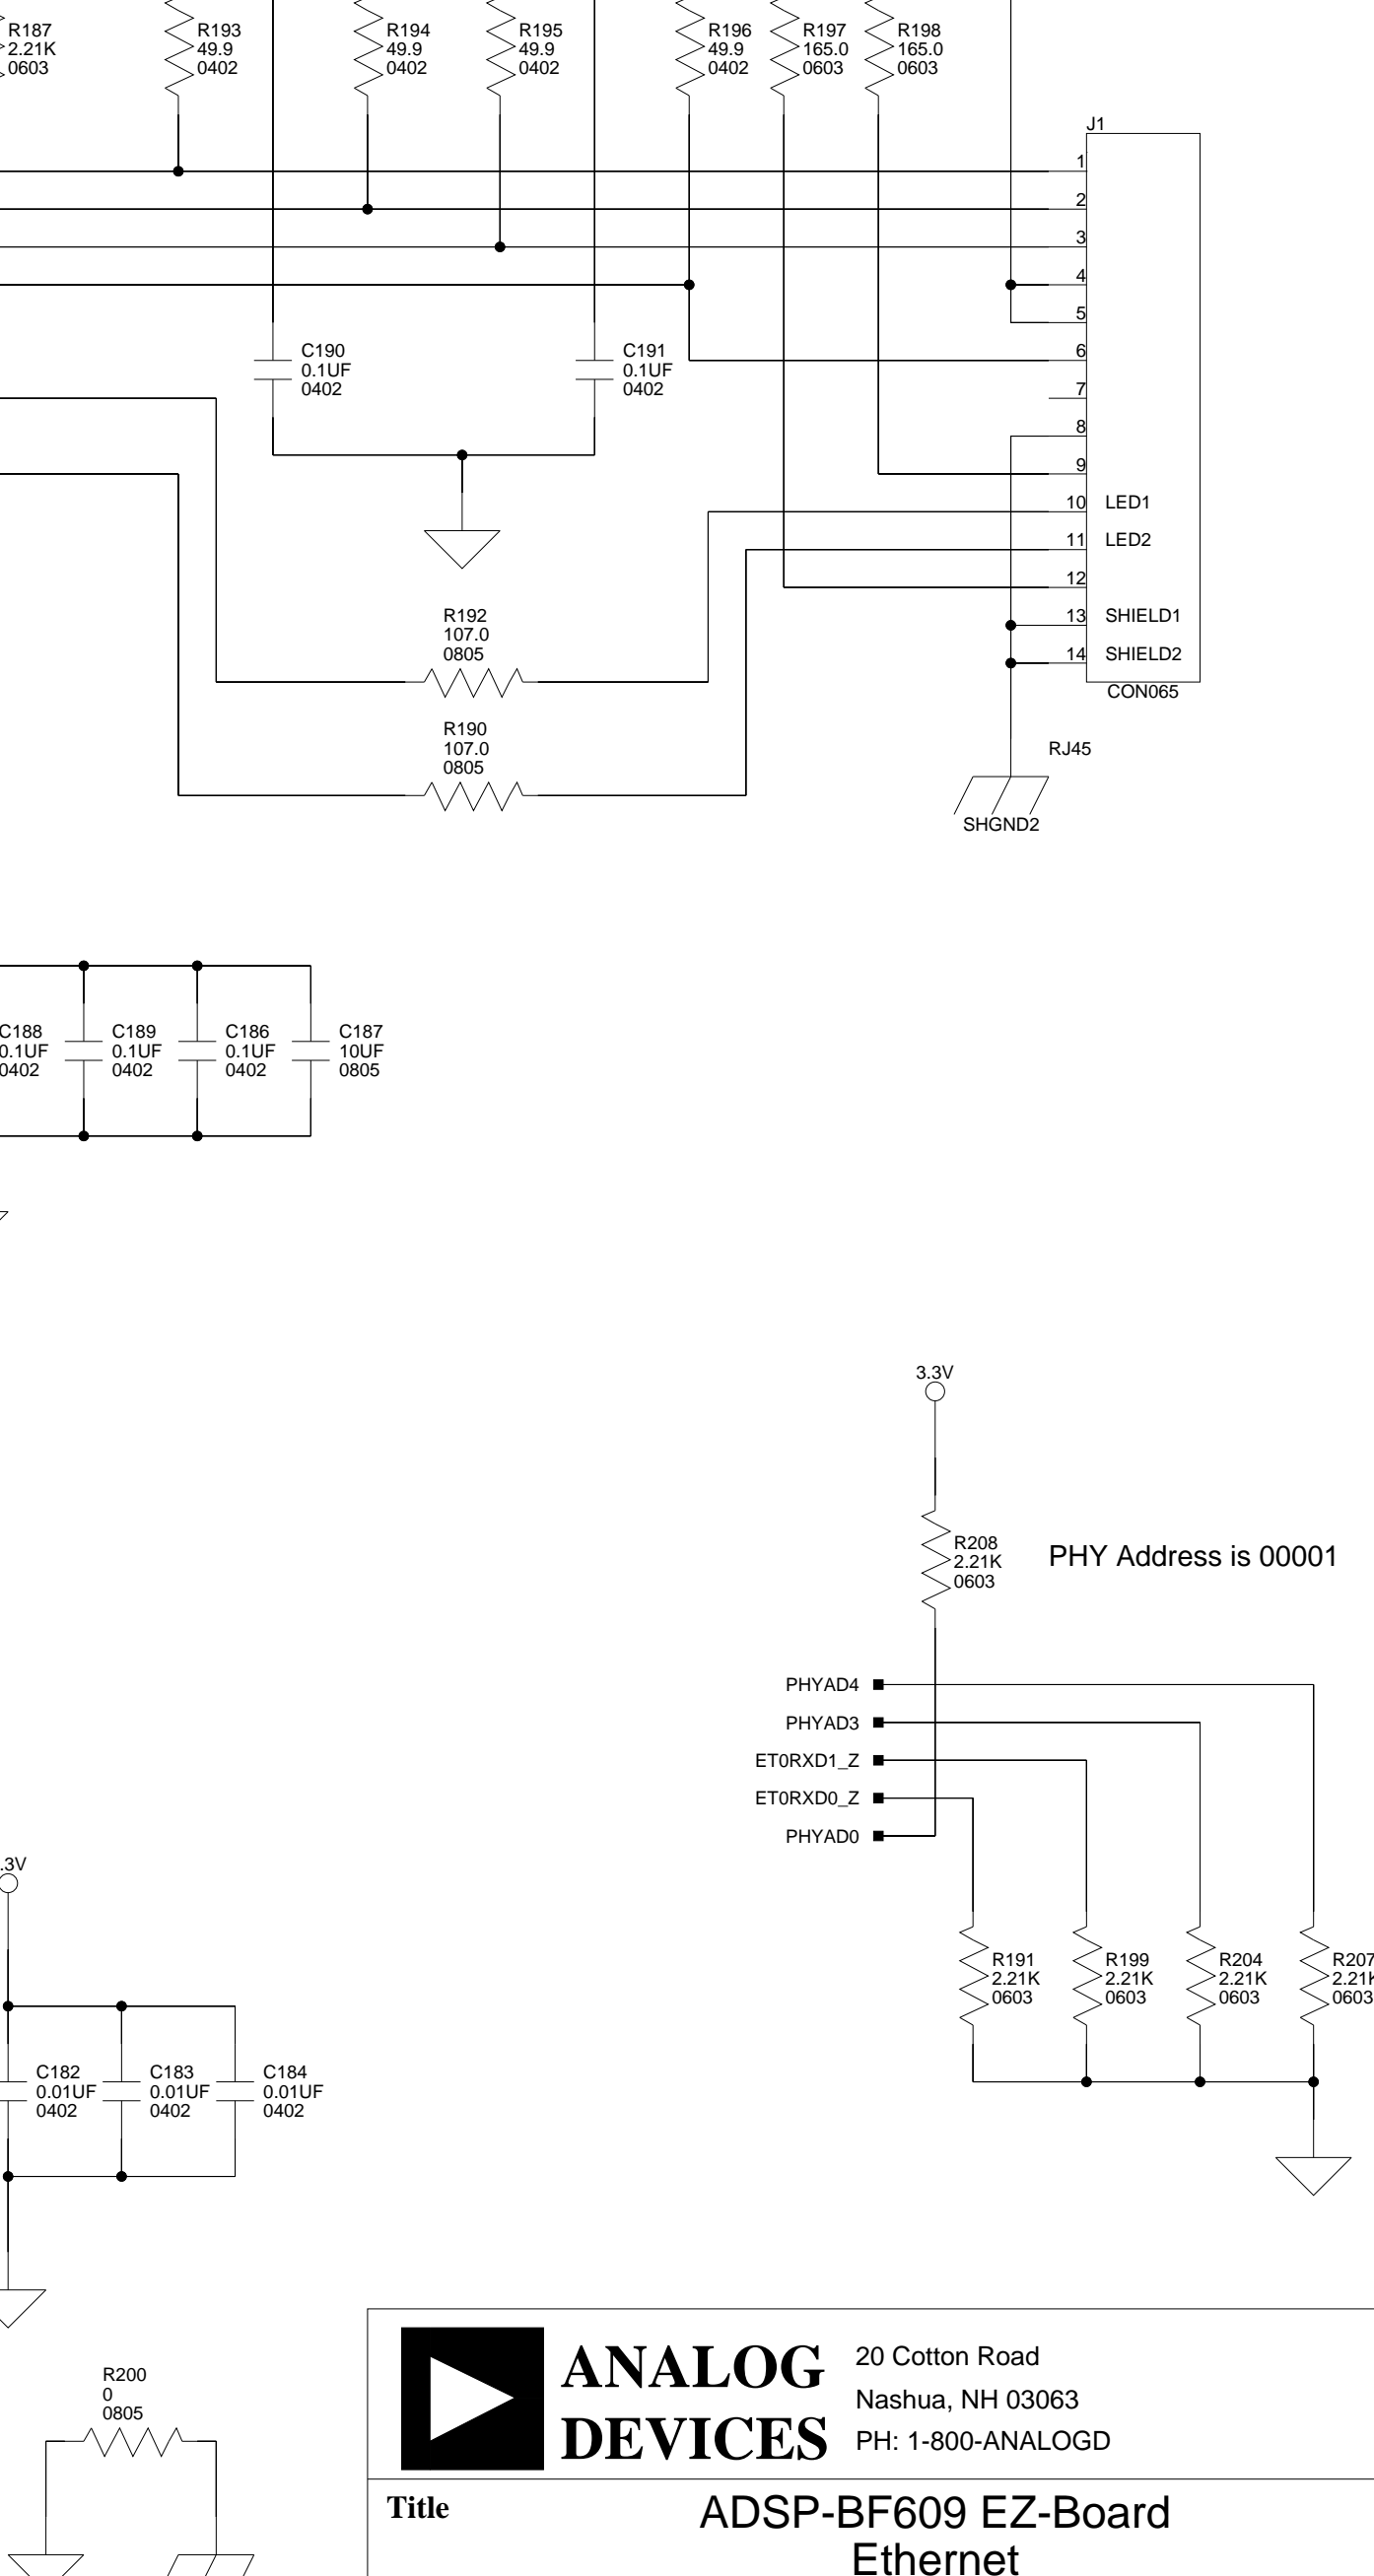 R187
2.21K
0603
R193
49.9
0402
R194
49.9
0402
R195
49.9
0402
R196
49.9
0402
R197
165.0
0603
R198
165.0
0603
J1
1
2
3
4
5
6
7
8
9
10 LED1
11 LED2
12
13 SHIELD1
14 SHIELD2
CON065
RJ45
SHGND2
C190
0.1UF
0402
C191
0.1UF
0402
R192
107.0
0805
R190
107.0
0805
C188
0.1UF
0402
C189
0.1UF
0402
C186
0.1UF
0402
C187
10UF
0805
3.3V
R208
2.21K
0603
PHY Address is 00001
PHYAD4
PHYAD3
ET0RXD1_Z
ET0RXD0_Z
PHYAD0
R191
2.21K
0603
R199
2.21K
0603
R204
2.21K
0603
R207
2.21K
0603
.3V
C182
0.01UF
0402
C183
0.01UF
0402
C184
0.01UF
0402
R200
0
0805
ANALOG
DEVICES
20 Cotton Road
Nashua, NH 03063
PH: 1-800-ANALOGD
Title
ADSP-BF609 EZ-Board
Ethernet